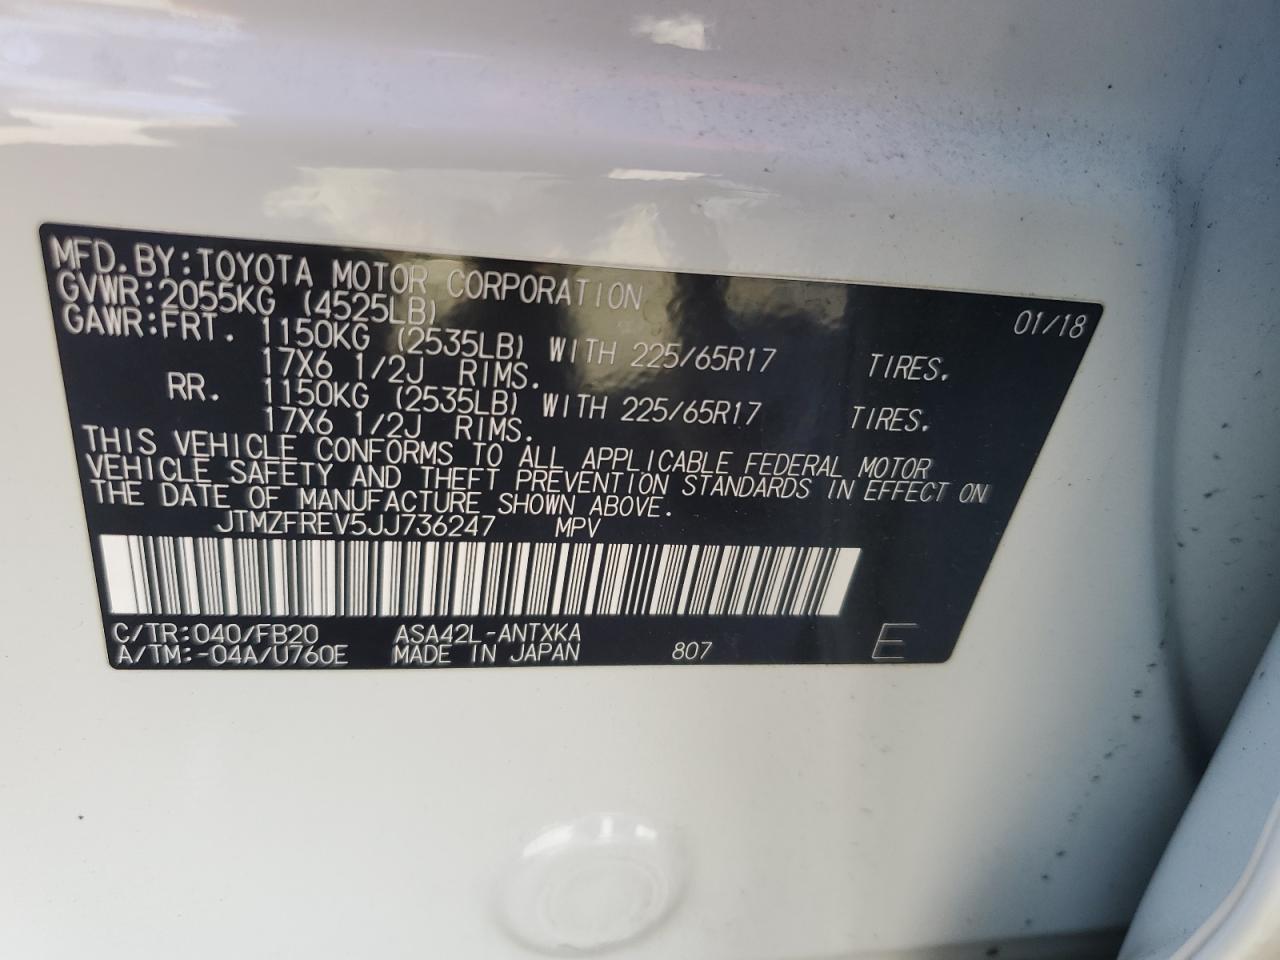 MFD. BY: TOYOTA MOTOR CORPORATION 01/18
GVWR: 2055KG (4525LB)
GAWR: FRT. 1150KG (2535LB) WITH 225/65R17 TIRES.
17X6 1/2J RIMS.
RR. 1150KG (2535LB) WITH 225/65R17 TIRES.
17X6 1/2J RIMS.
THIS VEHICLE CONFORMS TO ALL APPLICABLE FEDERAL MOTOR
VEHICLE SAFETY AND THEFT PREVENTION STANDARDS IN EFFECT ON
THE DATE OF MANUFACTURE SHOWN ABOVE.
JTMZFREV5JJ736247 MPV
C/TR:040/FB20 ASA42L-ANTXKA
A/TM:-04A/U760E MADE IN JAPAN 807 E